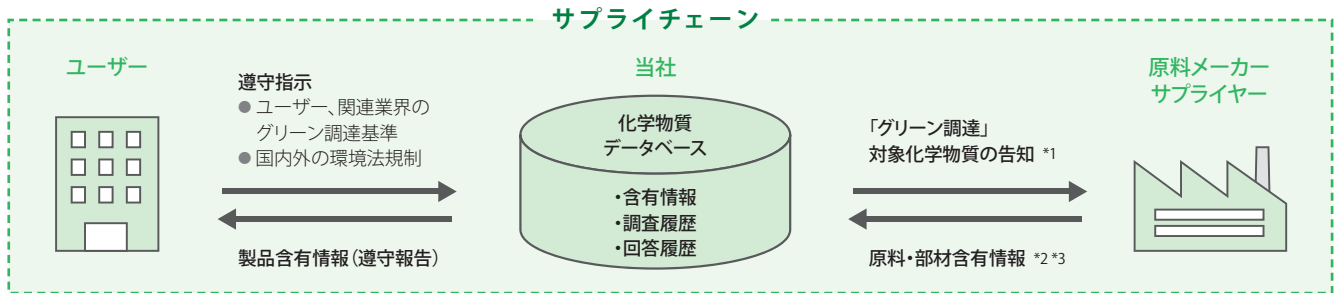 サプライチェーン
ユーザー
遵守指示
● ユーザー、関連業界の
グリーン調達基準
● 国内外の環境法規制
製品含有情報（遵守報告）
当社
化学物質
データベース
・含有情報
・調査履歴
・回答履歴
「グリーン調達」
対象化学物質の告知 *1
原料・部材含有情報 *2 *3
原料メーカー
サプライヤー